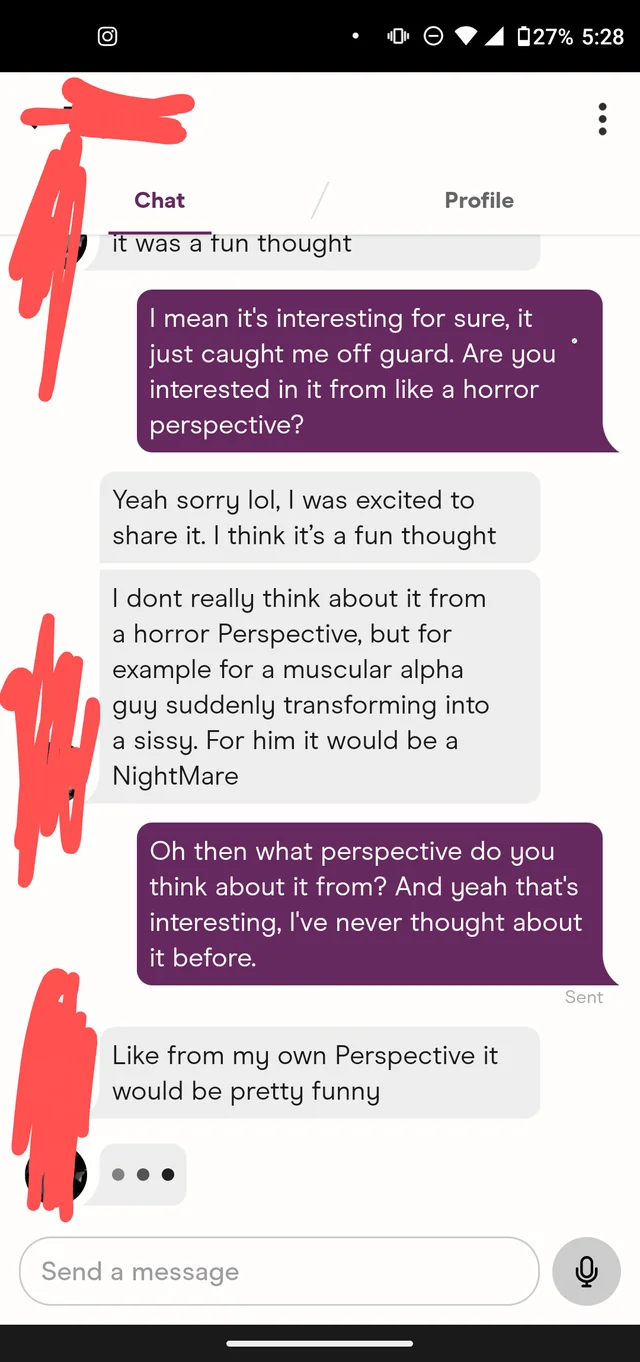 27% 5:28
Chat
Profile
it was a fun thought
I mean it's interesting for sure, it
just caught me off guard. Are you
interested in it from like a horror
perspective?
Yeah sorry lol, I was excited to
share it. I think it’s a fun thought
I dont really think about it from
a horror Perspective, but for
example for a muscular alpha
guy suddenly transforming into
a sissy. For him it would be a
NightMare
Oh then what perspective do you
think about it from? And yeah that's
interesting, I've never thought about
it before.
Sent
Like from my own Perspective it
would be pretty funny
Send a message